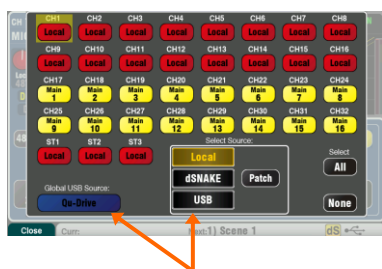 CH1 CH2 CH3 CH4 CH5 CH6 CH7 CH8
Local Local Local Local Local Local Local Local
CH9 CH10 CH11 CH12 CH13 CH14 CH15 CH16
Local Local Local Local Local Local Local Local
CH17 CH18 CH19 CH20 CH21 CH22 CH23 CH24
Main Main Main Main Main Main Main Main
1 2 3 4 5 6 7 8
CH25 CH26 CH27 CH28 CH29 CH30 CH31 CH32
Main Main Main Main Main Main Main Main
9 10 11 12 13 14 15 16
ST1 ST2 ST3 Select Source:
Local Local Local Local Select
All
dSNAKE Patch
Global USB Source:
Qu-Drive USB None
Close Curr: Next:1) Scene 1 dS